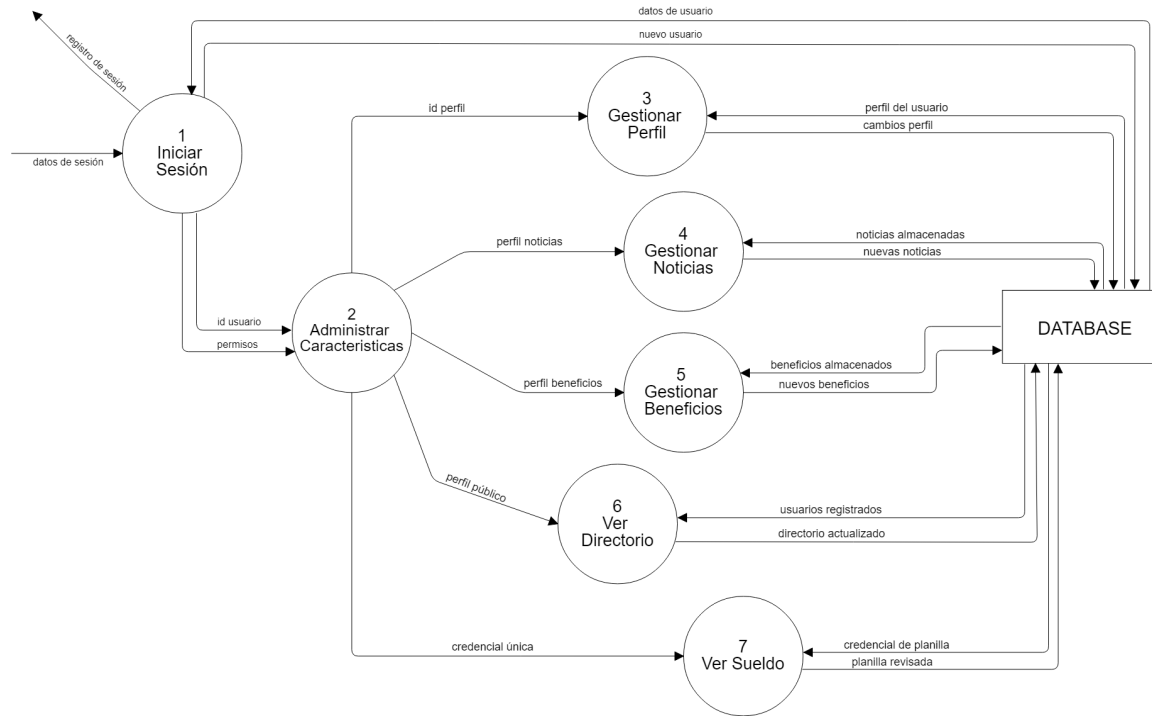 datos de usuario
nuevo usuario
registro de sesión
datos de sesión
1
Iniciar
Sesión
id perfil
3
Gestionar
Perfil
perfil del usuario
cambios perfil
perfil noticias
4
Gestionar
Noticias
noticias almacenadas
nuevas noticias
id usuario
permisos
2
Administrar
Caracteristicas
DATABASE
perfil beneficios
5
Gestionar
Beneficios
beneficios almacenados
nuevos beneficios
perfil público
6
Ver
Directorio
usuarios registrados
directorio actualizado
credencial única
7
Ver Sueldo
credencial de planilla
planilla revisada